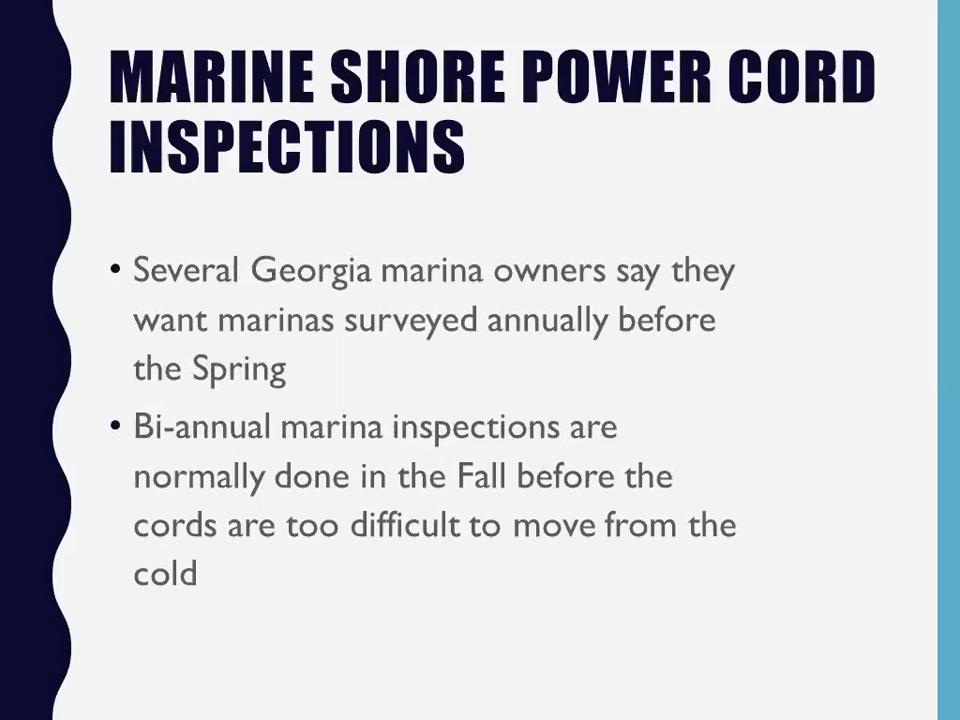 MARINE SHORE POWER CORD
INSPECTIONS
• Several Georgia marina owners say they
want marinas surveyed annually before
the Spring
• Bi-annual marina inspections are
normally done in the Fall before the
cords are too difficult to move from the
cold